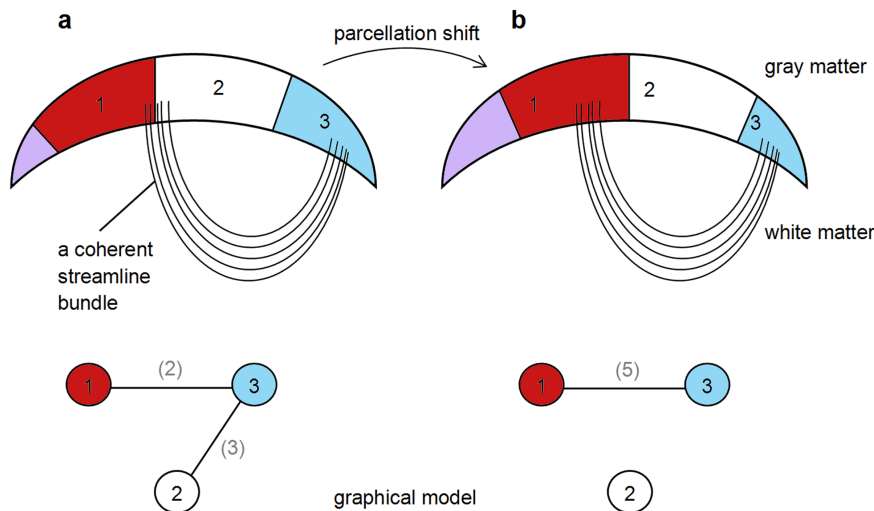 a
parcellation shift
b
gray matter
1
2
3
1
2
3
a coherent
streamline
bundle
white matter
(2)
1
3
(3)
2
(5)
1
3
2
graphical model